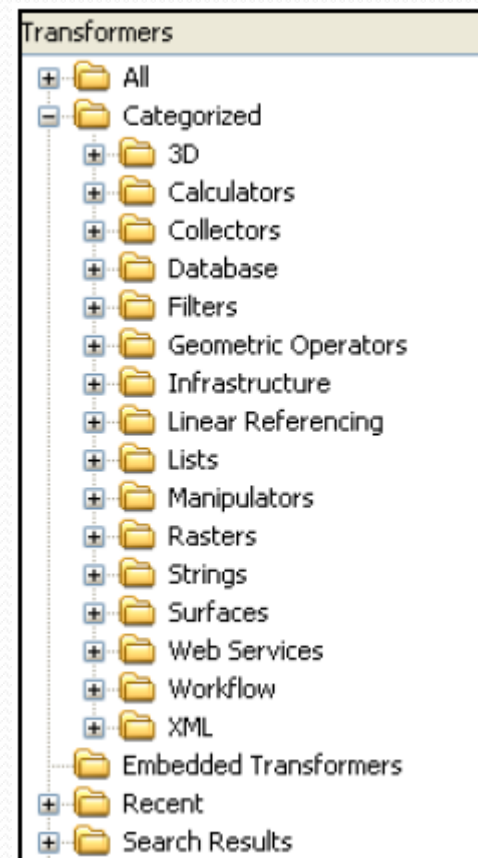 Transformers
All
Categorized
3D
Calculators
Collectors
Database
Filters
Geometric Operators
Infrastructure
Linear Referencing
Lists
Manipulators
Rasters
Strings
Surfaces
Web Services
Workflow
XML
Embedded Transformers
Recent
Search Results